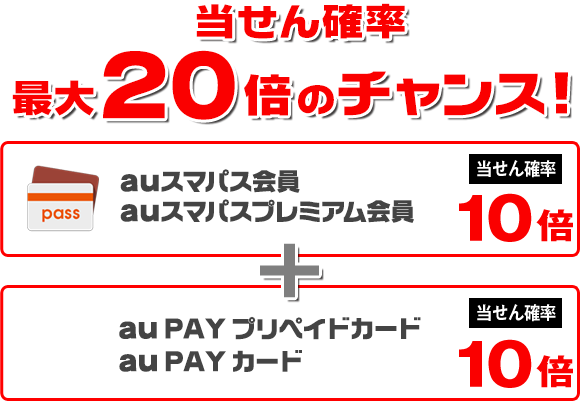 当せん確率
最大20倍のチャンス!
pass
auスマパス会員
auスマパスプレミアム会員
当せん確率
10倍
+
au PAY プリペイドカード
au PAY カード
当せん確率
10倍